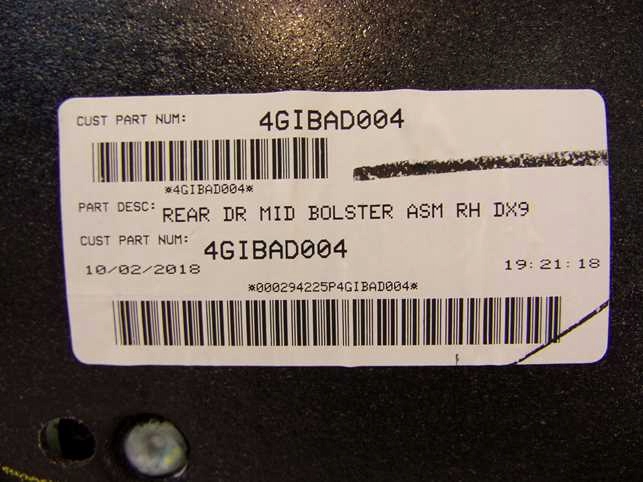 CUST PART NUM: 4GIBAD004
*4GIBAD004*
PART DESC: REAR DR MID BOLSTER ASM RH DX9
CUST PART NUM: 4GIBAD004
10/02/2018 19:21:18
*000294225P4GIBAD004*